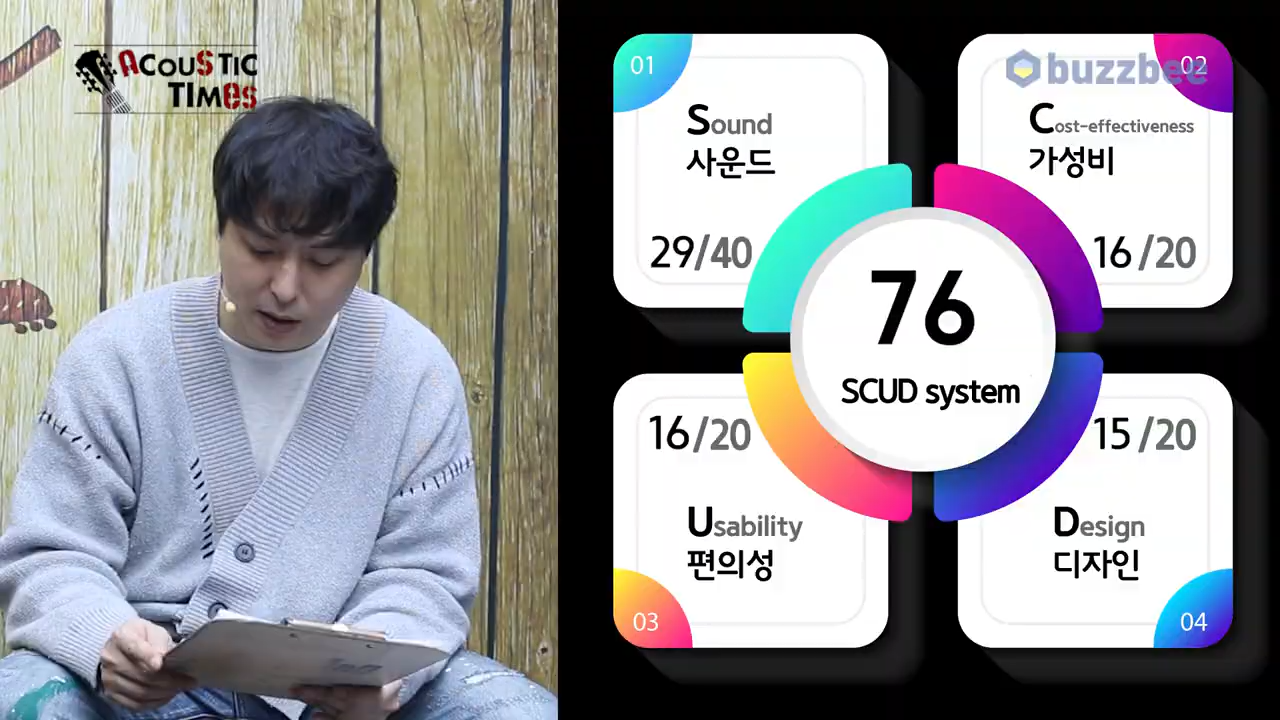 ACOUSTIC
TIMES
buzzbee
01
Sound
사운드
29/40
02
Cost-effectiveness
가성비
16/20
76
SCUD system
16/20
Usability
편의성
03
15/20
Design
디자인
04